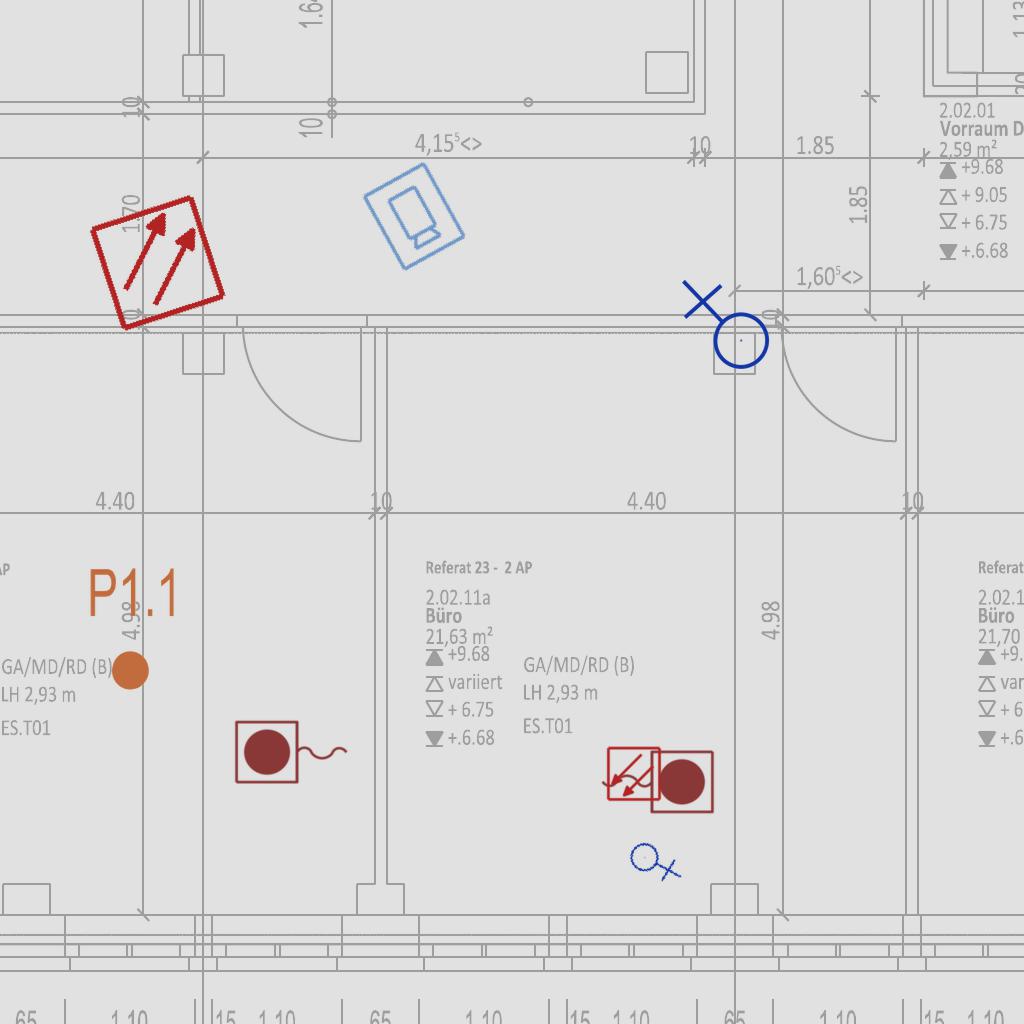 1.64
1.13
10
10
4,15⁵<>
10
1.85
2.02.01
Vorraum D
2,59 m²
+9.68
+ 9.05
+ 6.75
+.6.68
1.70
1.85
1,60⁵<>
4.40
10
4.40
10
P1.1
4.98
GA/MD/RD (B)
LH 2,93 m
ES.T01
Referat 23 - 2 AP
2.02.11a
Büro
21,63 m²
+9.68
variiert
+ 6.75
+.6.68
GA/MD/RD (B)
LH 2,93 m
ES.T01
4.98
Referat
2.02.1
Büro
21,70
+9.
var
+ 6
+.6
65
1.10
15
1.10
65
1.10
15
1.10
65
1.10
15
1.10